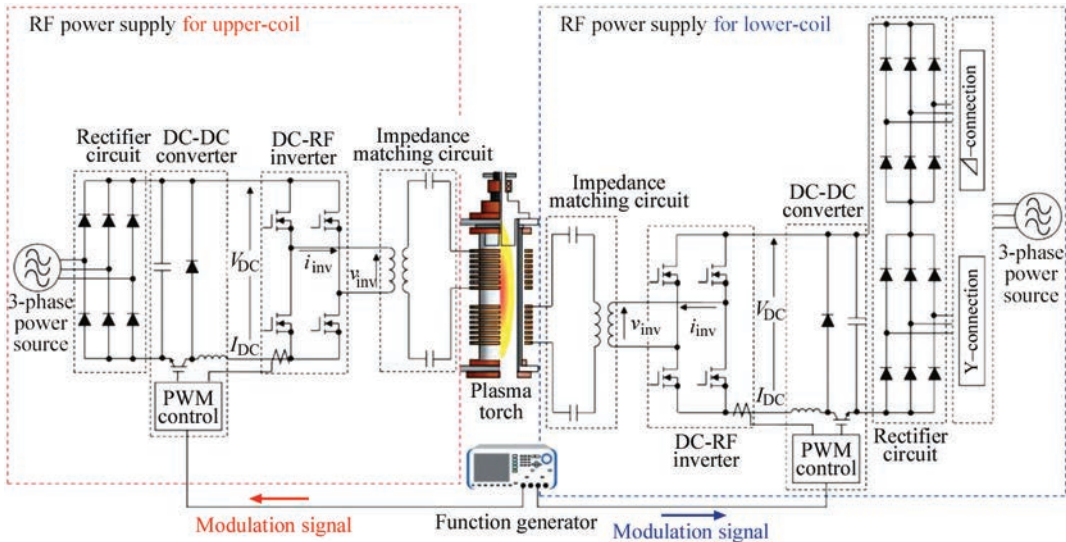 RF power supply for upper-coil
Rectifier
circuit
DC-DC
converter
DC-RF
inverter
Impedance
matching circuit
3-phase
power
source
V_DC
I_DC
i_inv
v_inv
PWM
control
Plasma
torch
Modulation signal
Function generator
RF power supply for lower-coil
Impedance
matching circuit
DC-DC
converter
v_inv
i_inv
V_DC
I_DC
DC-RF
inverter
PWM
control
Rectifier
circuit
⊿-connection
Y-connection
3-phase
power
source
Modulation signal